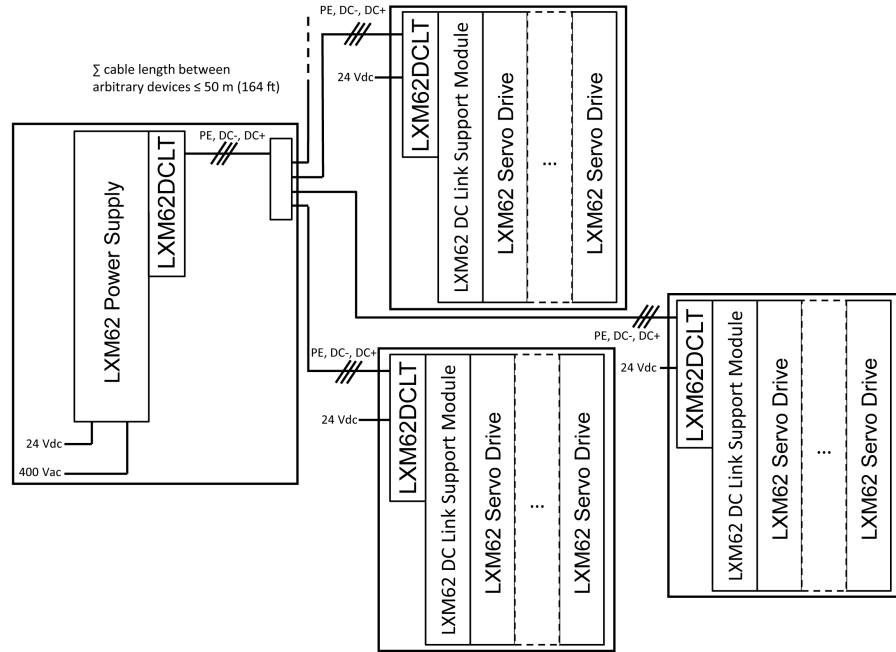 ∑ cable length between
arbitrary devices ≤ 50 m (164 ft)
LXM62 Power Supply
LXM62DCLT
PE, DC-, DC+
24 Vdc
400 Vac
PE, DC-, DC+
24 Vdc
LXM62DCLT
LXM62 DC Link Support Module
LXM62 Servo Drive
...
LXM62 Servo Drive
PE, DC-, DC+
24 Vdc
LXM62DCLT
LXM62 DC Link Support Module
LXM62 Servo Drive
...
LXM62 Servo Drive
PE, DC-, DC+
24 Vdc
LXM62DCLT
LXM62 DC Link Support Module
LXM62 Servo Drive
...
LXM62 Servo Drive